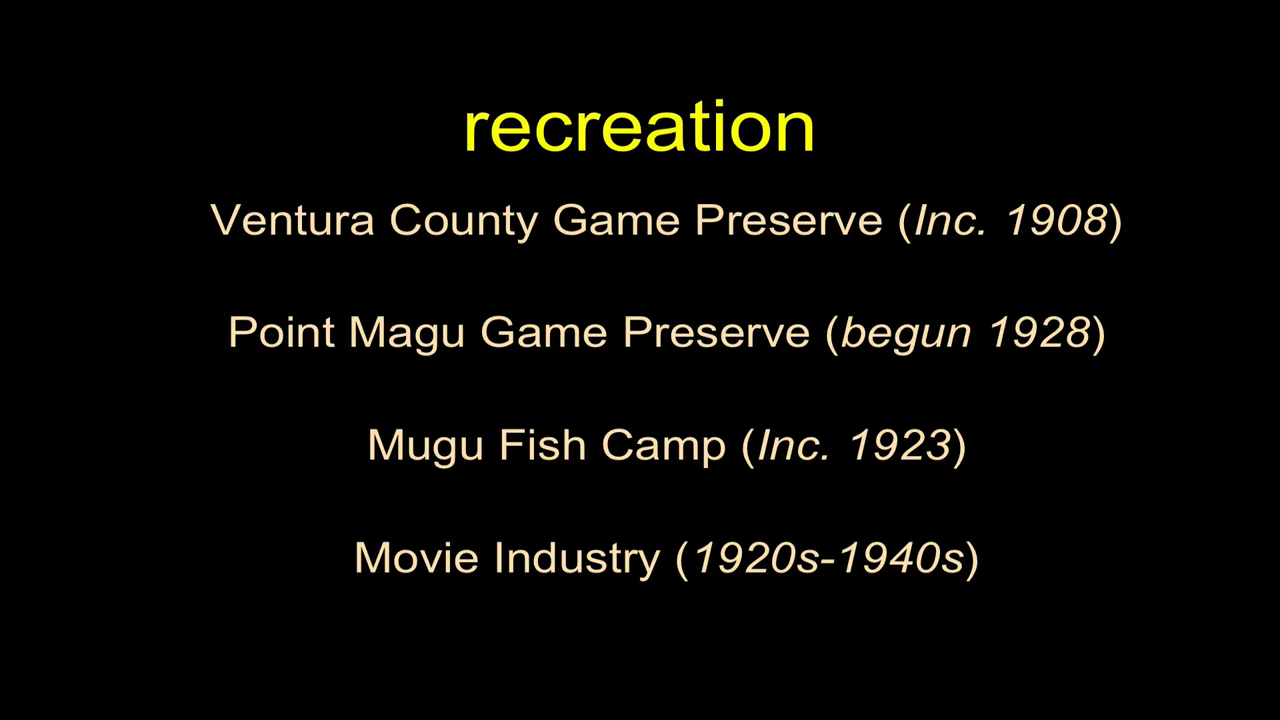 recreation
Ventura County Game Preserve (Inc. 1908)
Point Magu Game Preserve (begun 1928)
Mugu Fish Camp (Inc. 1923)
Movie Industry (1920s-1940s)